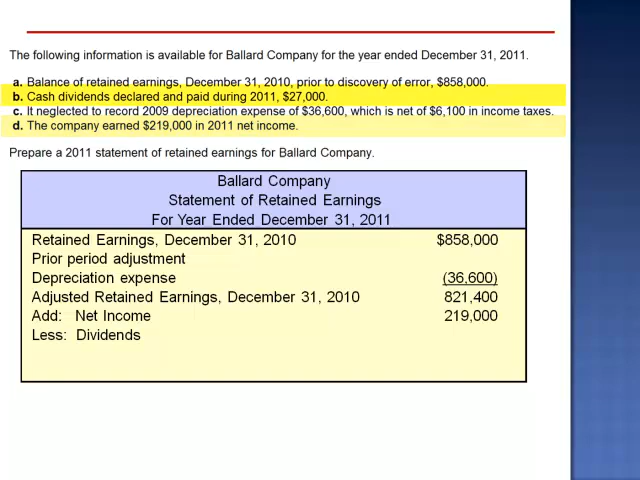 The following information is available for Ballard Company for the year ended December 31, 2011.
a. Balance of retained earnings, December 31, 2010, prior to discovery of error, $858,000.
b. Cash dividends declared and paid during 2011, $27,000.
c. It neglected to record 2009 depreciation expense of $36,600, which is net of $6,100 in income taxes.
d. The company earned $219,000 in 2011 net income.
Prepare a 2011 statement of retained earnings for Ballard Company.
Ballard Company
Statement of Retained Earnings
For Year Ended December 31, 2011
Retained Earnings, December 31, 2010 $858,000
Prior period adjustment
Depreciation expense (36,600)
Adjusted Retained Earnings, December 31, 2010 821,400
Add: Net Income 219,000
Less: Dividends